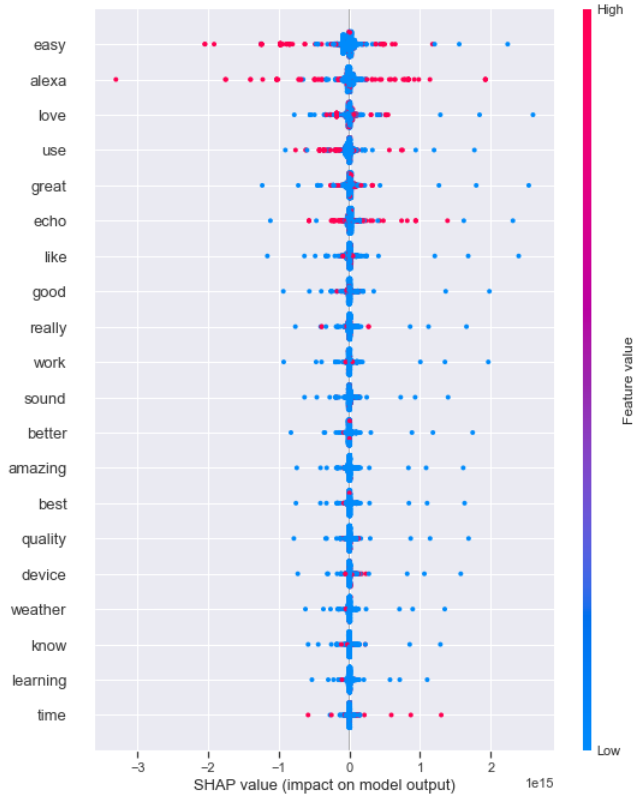 High
easy
alexa
love
use
great
echo
like
good
really
work
sound
better
amazing
best
quality
device
weather
know
learning
time
Feature value
Low
−3 −2 −1 0 1 2
1e15
SHAP value (impact on model output)